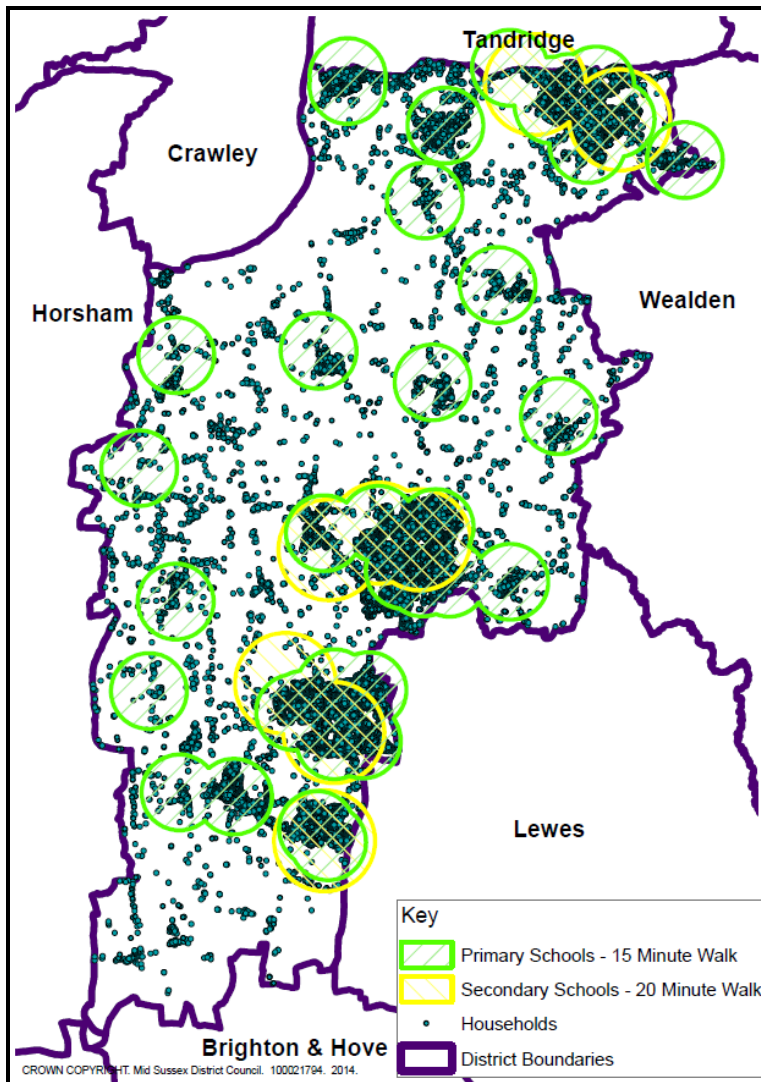 Tandridge
Crawley
Horsham
Wealden
Lewes
Key
Primary Schools - 15 Minute Walk
Secondary Schools - 20 Minute Walk
Households
District Boundaries
Brighton & Hove
CROWN COPYRIGHT. Mid Sussex District Council. 100021794. 2014.